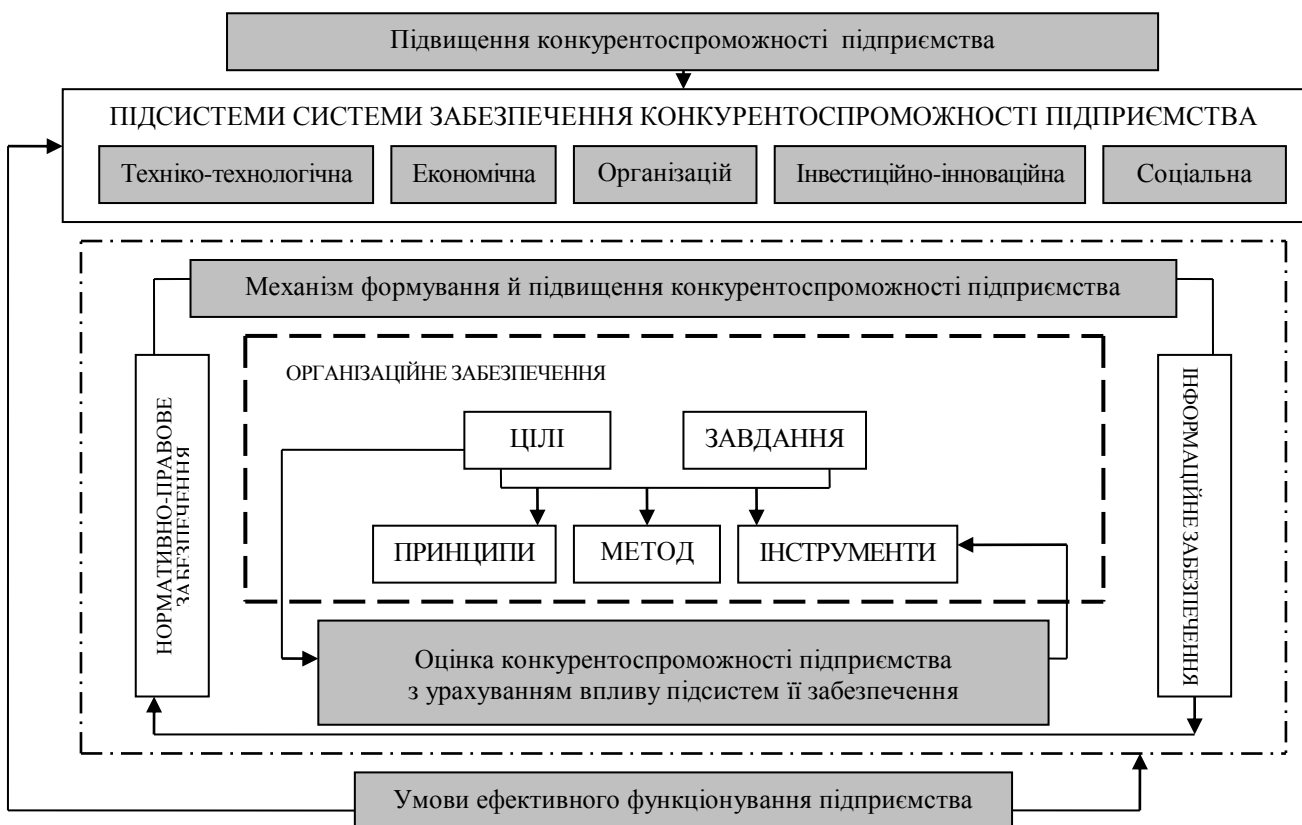 Підвищення конкурентоспроможності підприємства
ПІДСИСТЕМИ СИСТЕМИ ЗАБЕЗПЕЧЕННЯ КОНКУРЕНТОСПРОМОЖНОСТІ ПІДПРИЄМСТВА
Техніко-технологічна
Економічна
Організацій
Інвестиційно-інноваційна
Соціальна
Механізм формування й підвищення конкурентоспроможності підприємства
НОРМАТИВНО-ПРАВОВЕ
ЗАБЕЗПЕЧЕННЯ
ОРГАНІЗАЦІЙНЕ ЗАБЕЗПЕЧЕННЯ
ЦІЛІ
ЗАВДАННЯ
ПРИНЦИПИ
МЕТОД
ІНСТРУМЕНТИ
ІНФОРМАЦІЙНЕ ЗАБЕЗПЕЧЕННЯ
Оцінка конкурентоспроможності підприємства
з урахуванням впливу підсистем її забезпечення
Умови ефективного функціонування підприємства